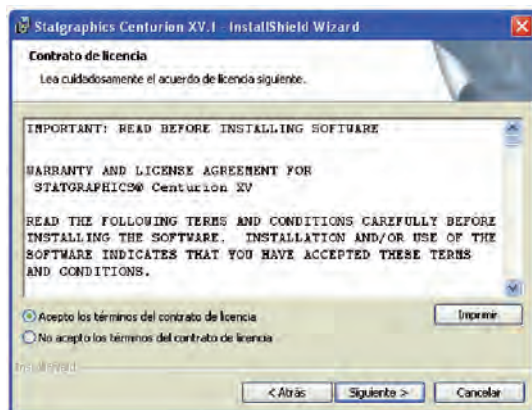 Statgraphics Centurion XV.I - InstallShield Wizard
Contrato de licencia
Lea cuidadosamente el acuerdo de licencia siguiente.
IMPORTANT: READ BEFORE INSTALLING SOFTWARE
WARRANTY AND LICENSE AGREEMENT FOR
STATGRAPHICS® Centurion XV
READ THE FOLLOWING TERMS AND CONDITIONS CAREFULLY BEFORE
INSTALLING THE SOFTWARE. INSTALLATION AND/OR USE OF THE
SOFTWARE INDICATES THAT YOU HAVE ACCEPTED THESE TERMS
AND CONDITIONS.
Acepto los términos del contrato de licencia
Imprimir
No acepto los términos del contrato de licencia
InstallShield
< Atrás
Siguiente >
Cancelar